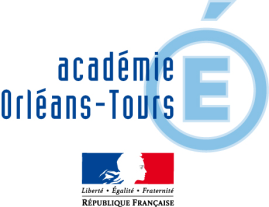 académie
Orléans-Tours
É
Liberté • Égalité • Fraternité
RÉPUBLIQUE FRANÇAISE